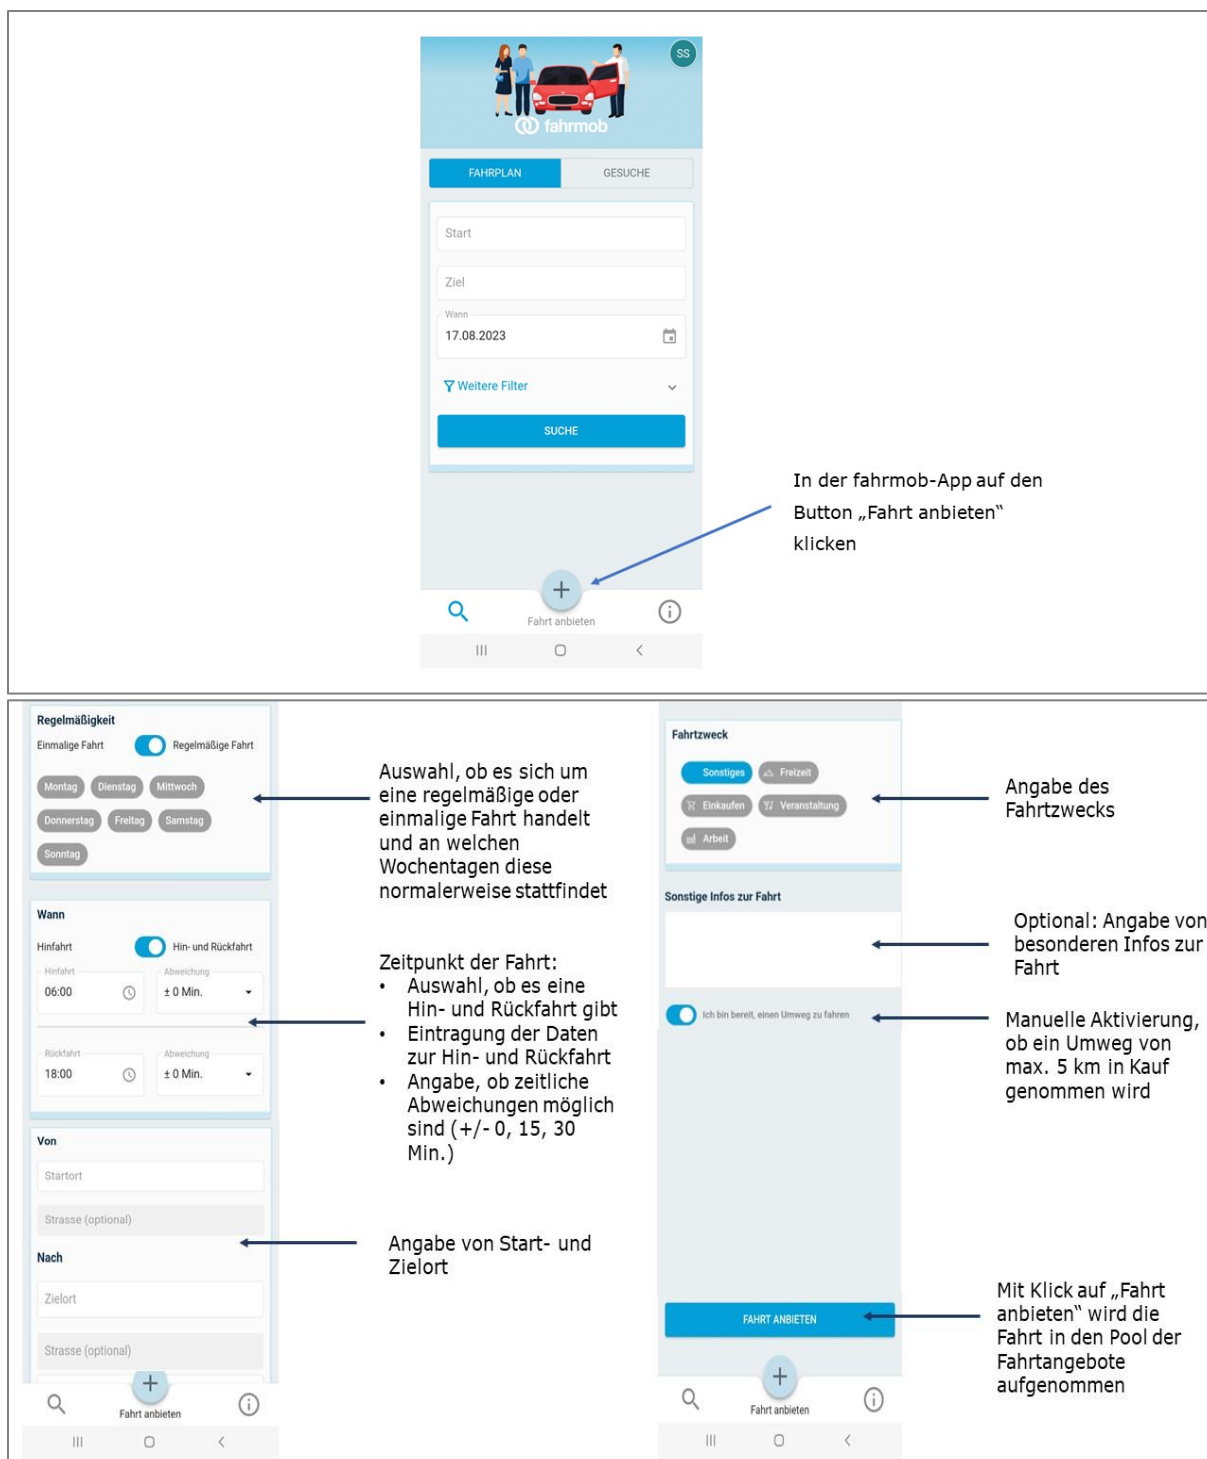 SS
fahrmob
FAHRPLAN
GESUCHE
Start
Ziel
Wann
17.08.2023
Weitere Filter
SUCHE
Fahrt anbieten
In der fahrmob-App auf den
Button „Fahrt anbieten“
klicken
Regelmäßigkeit
Einmalige Fahrt
Regelmäßige Fahrt
Montag
Dienstag
Mittwoch
Donnerstag
Freitag
Samstag
Sonntag
Auswahl, ob es sich um
eine regelmäßige oder
einmalige Fahrt handelt
und an welchen
Wochentagen diese
normalerweise stattfindet
Wann
Hinfahrt
Hin- und Rückfahrt
Hinfahrt
06:00
Abweichung
± 0 Min.
Rückfahrt
18:00
Abweichung
± 0 Min.
Zeitpunkt der Fahrt:
• Auswahl, ob es eine
Hin- und Rückfahrt gibt
• Eintragung der Daten
zur Hin- und Rückfahrt
• Angabe, ob zeitliche
Abweichungen möglich
sind (+/- 0, 15, 30
Min.)
Von
Startort
Strasse (optional)
Nach
Zielort
Strasse (optional)
Angabe von Start- und
Zielort
Fahrt anbieten
Fahrtzweck
Sonstiges
Freizeit
Einkaufen
Veranstaltung
Arbeit
Angabe des
Fahrtzwecks
Sonstige Infos zur Fahrt
Optional: Angabe von
besonderen Infos zur
Fahrt
Ich bin bereit, einen Umweg zu fahren
Manuelle Aktivierung,
ob ein Umweg von
max. 5 km in Kauf
genommen wird
FAHRT ANBIETEN
Mit Klick auf „Fahrt
anbieten“ wird die
Fahrt in den Pool der
Fahrtangebote
aufgenommen
Fahrt anbieten